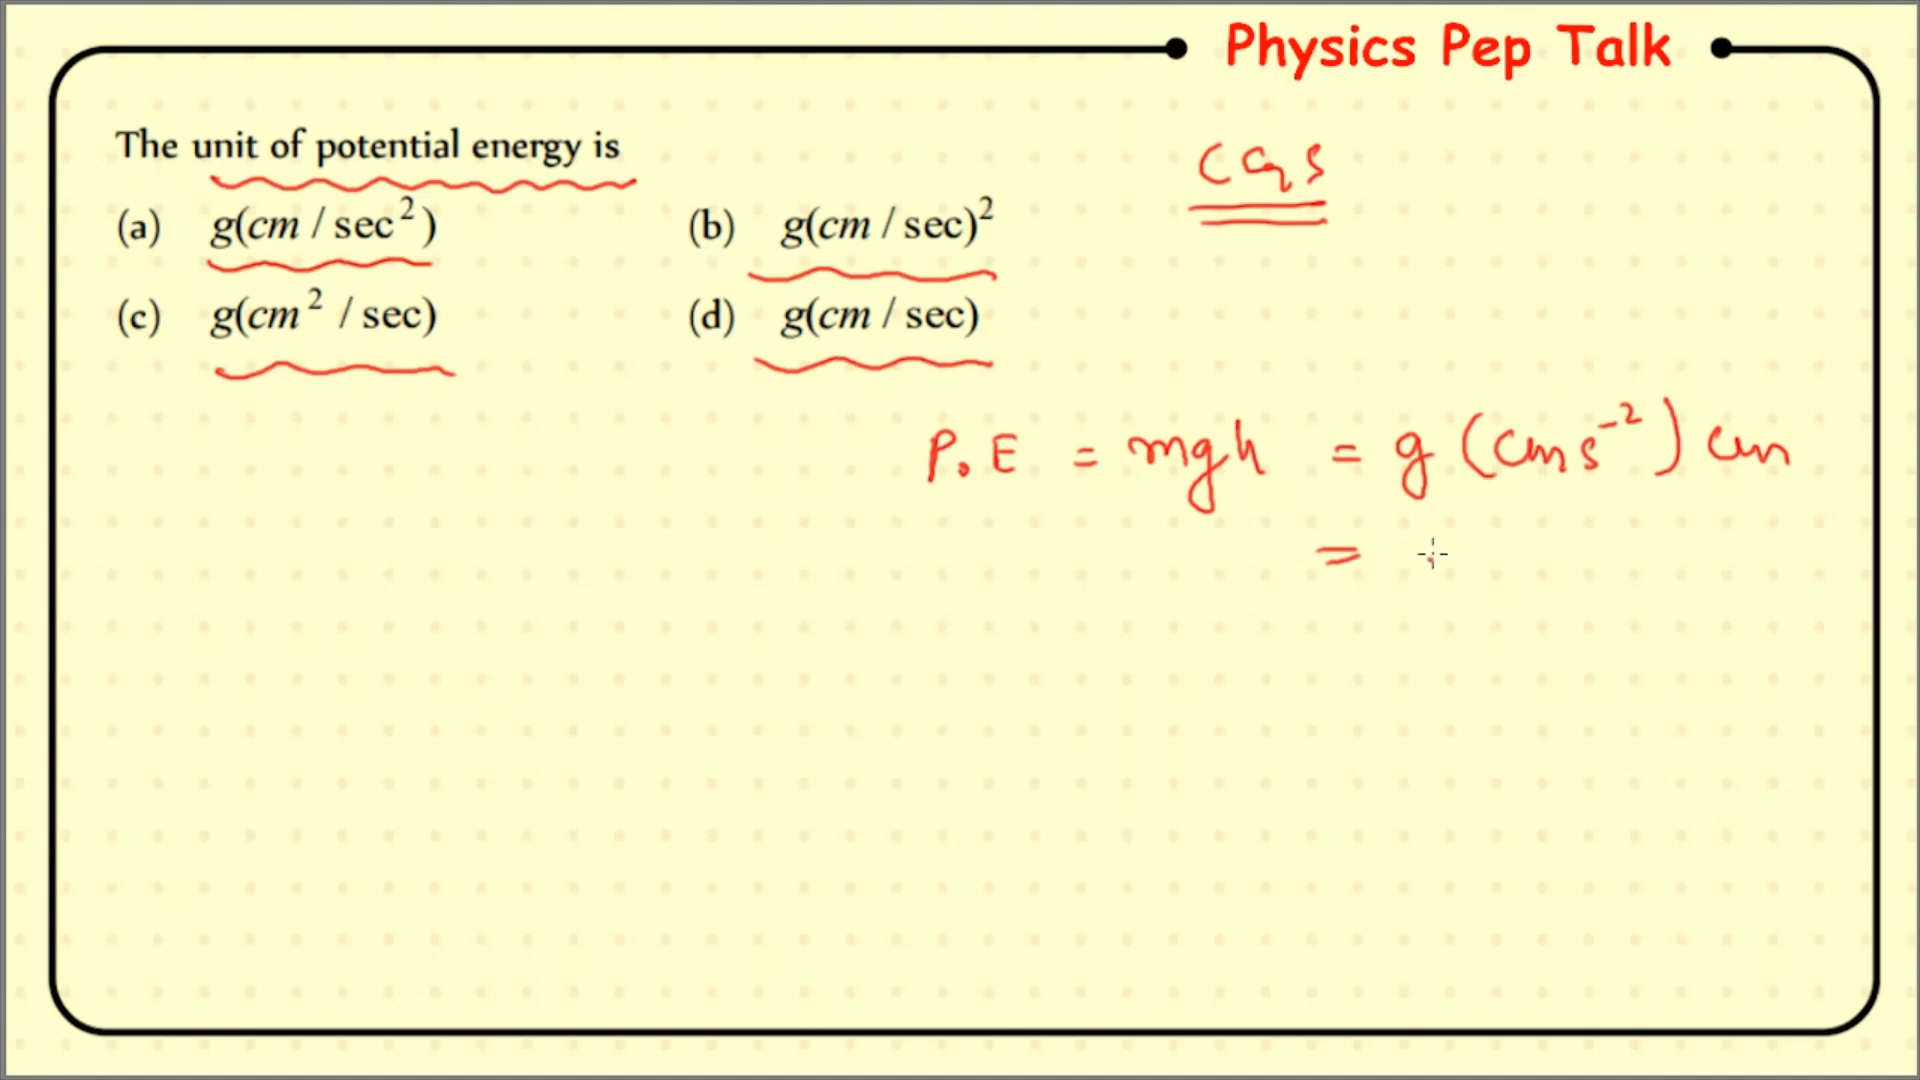 Physics Pep Talk
The unit of potential energy is
CGS
(a) g(cm / sec²)
(b) g(cm / sec)²
(c) g(cm² / sec)
(d) g(cm / sec)
P.E = mgh = g (cm s⁻²) cm
=